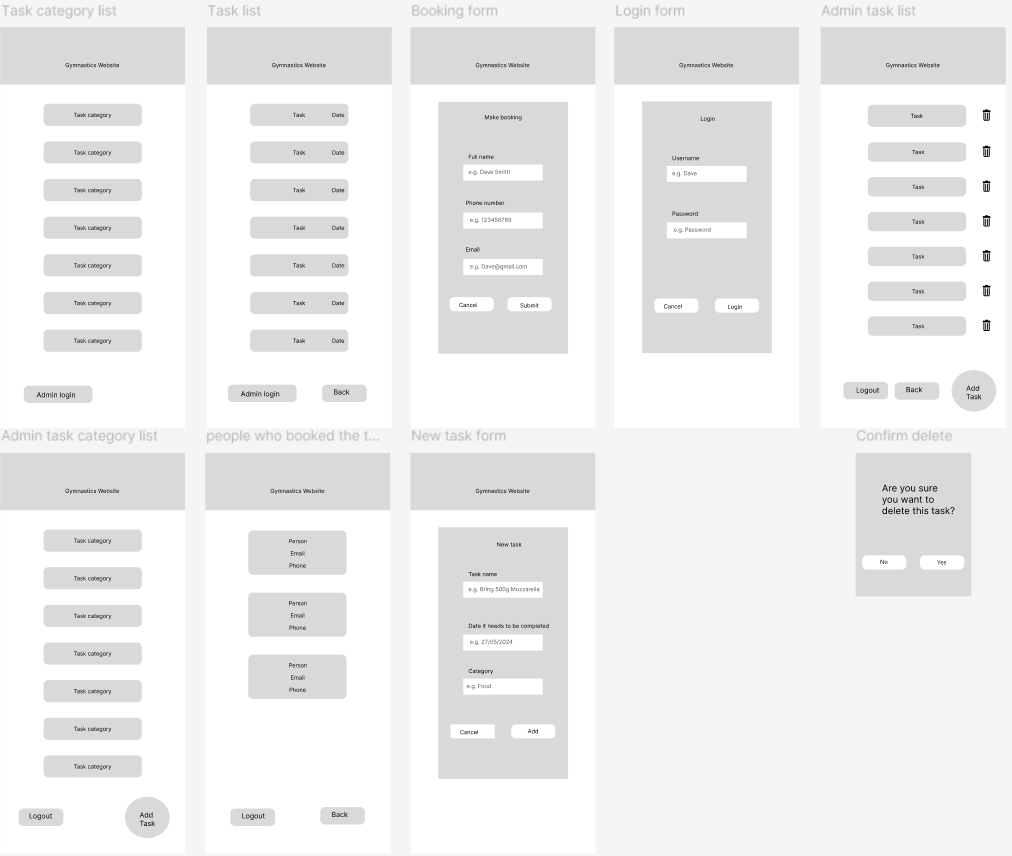 Task category list
Gymnastics Website
Task category
Task category
Task category
Task category
Task category
Task category
Task category
Admin login
Task list
Gymnastics Website
Task Date
Task Date
Task Date
Task Date
Task Date
Task Date
Task Date
Admin login
Back
Booking form
Gymnastics Website
Make booking
Full name
e.g. Dave Smith
Phone number
e.g. 123456789
Email
e.g. Dave@gmail.com
Cancel
Submit
Login form
Gymnastics Website
Login
Username
e.g. Dave
Password
e.g. Password
Cancel
Login
Admin task list
Gymnastics Website
Task
Task
Task
Task
Task
Task
Task
Logout
Back
Add
Task
Admin task category list
Gymnastics Website
Task category
Task category
Task category
Task category
Task category
Task category
Task category
Logout
Add
Task
people who booked the t...
Gymnastics Website
Person
Email
Phone
Person
Email
Phone
Person
Email
Phone
Logout
Back
New task form
Gymnastics Website
New task
Task name
e.g. Bring 500g Mozzarella
Date it needs to be completed
e.g. 27/05/2024
Category
e.g. Food
Cancel
Add
Confirm delete
Are you sure
you want to
delete this task?
No
Yes